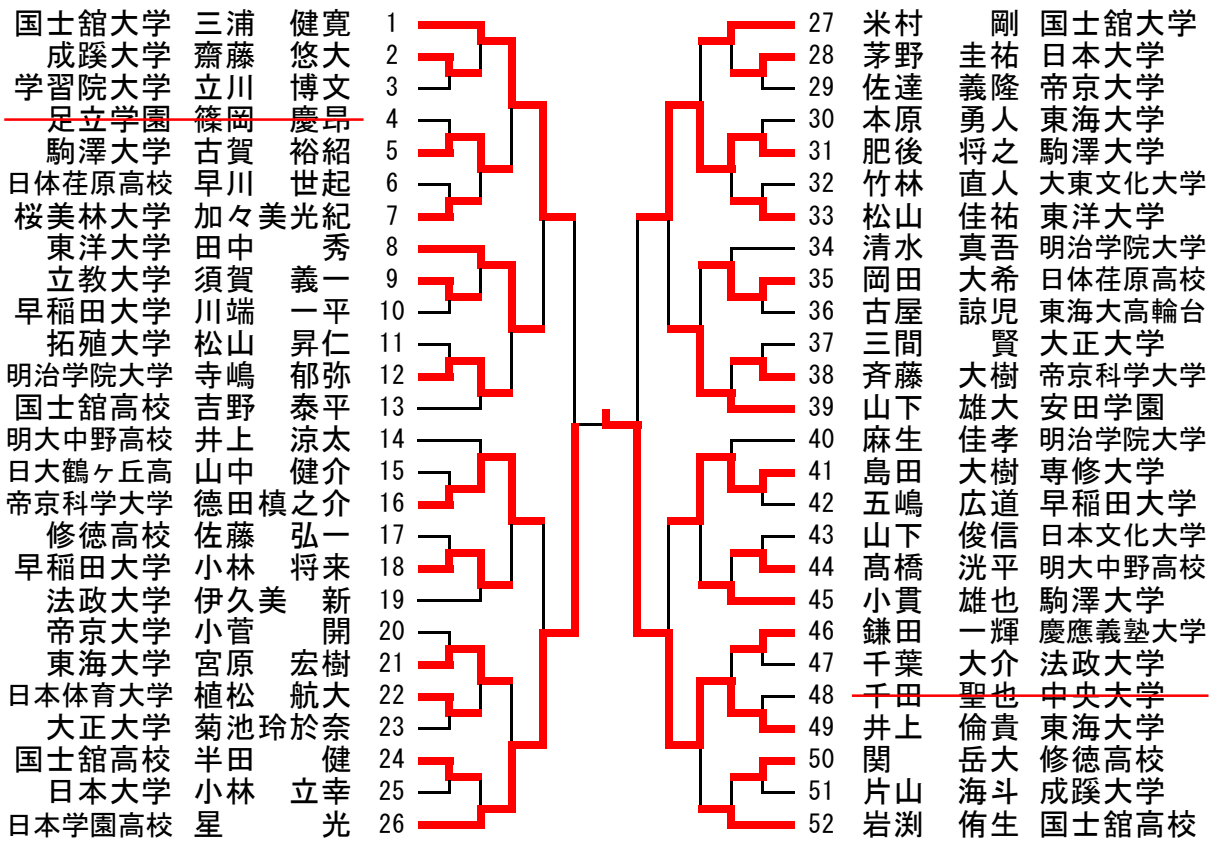 国士舘大学 三浦 健寛 1
成蹊大学 齋藤 悠大 2
学習院大学 立川 博文 3
足立学園 篠岡 慶昂 4
駒澤大学 古賀 裕紹 5
日体荏原高校 早川 世起 6
桜美林大学 加々美光紀 7
東洋大学 田中 秀 8
立教大学 須賀 義一 9
早稲田大学 川端 一平 10
拓殖大学 松山 昇仁 11
明治学院大学 寺嶋 郁弥 12
国士舘高校 吉野 泰平 13
明大中野高校 井上 涼太 14
日大鶴ヶ丘高 山中 健介 15
帝京科学大学 德田槙之介 16
修徳高校 佐藤 弘一 17
早稲田大学 小林 将来 18
法政大学 伊久美 新 19
帝京大学 小菅 開 20
東海大学 宮原 宏樹 21
日本体育大学 植松 航大 22
大正大学 菊池玲於奈 23
国士舘高校 半田 健 24
日本大学 小林 立幸 25
日本学園高校 星 光 26
27 米村 剛 国士舘大学
28 茅野 圭祐 日本大学
29 佐達 義隆 帝京大学
30 本原 勇人 東海大学
31 肥後 将之 駒澤大学
32 竹林 直人 大東文化大学
33 松山 佳祐 東洋大学
34 清水 真吾 明治学院大学
35 岡田 大希 日体荏原高校
36 古屋 諒児 東海大高輪台
37 三間 賢 大正大学
38 斉藤 大樹 帝京科学大学
39 山下 雄大 安田学園
40 麻生 佳孝 明治学院大学
41 島田 大樹 専修大学
42 五嶋 広道 早稲田大学
43 山下 俊信 日本文化大学
44 髙橋 洸平 明大中野高校
45 小貫 雄也 駒澤大学
46 鎌田 一輝 慶應義塾大学
47 千葉 大介 法政大学
48 千田 聖也 中央大学
49 井上 倫貴 東海大学
50 関 岳大 修徳高校
51 片山 海斗 成蹊大学
52 岩渕 侑生 国士舘高校